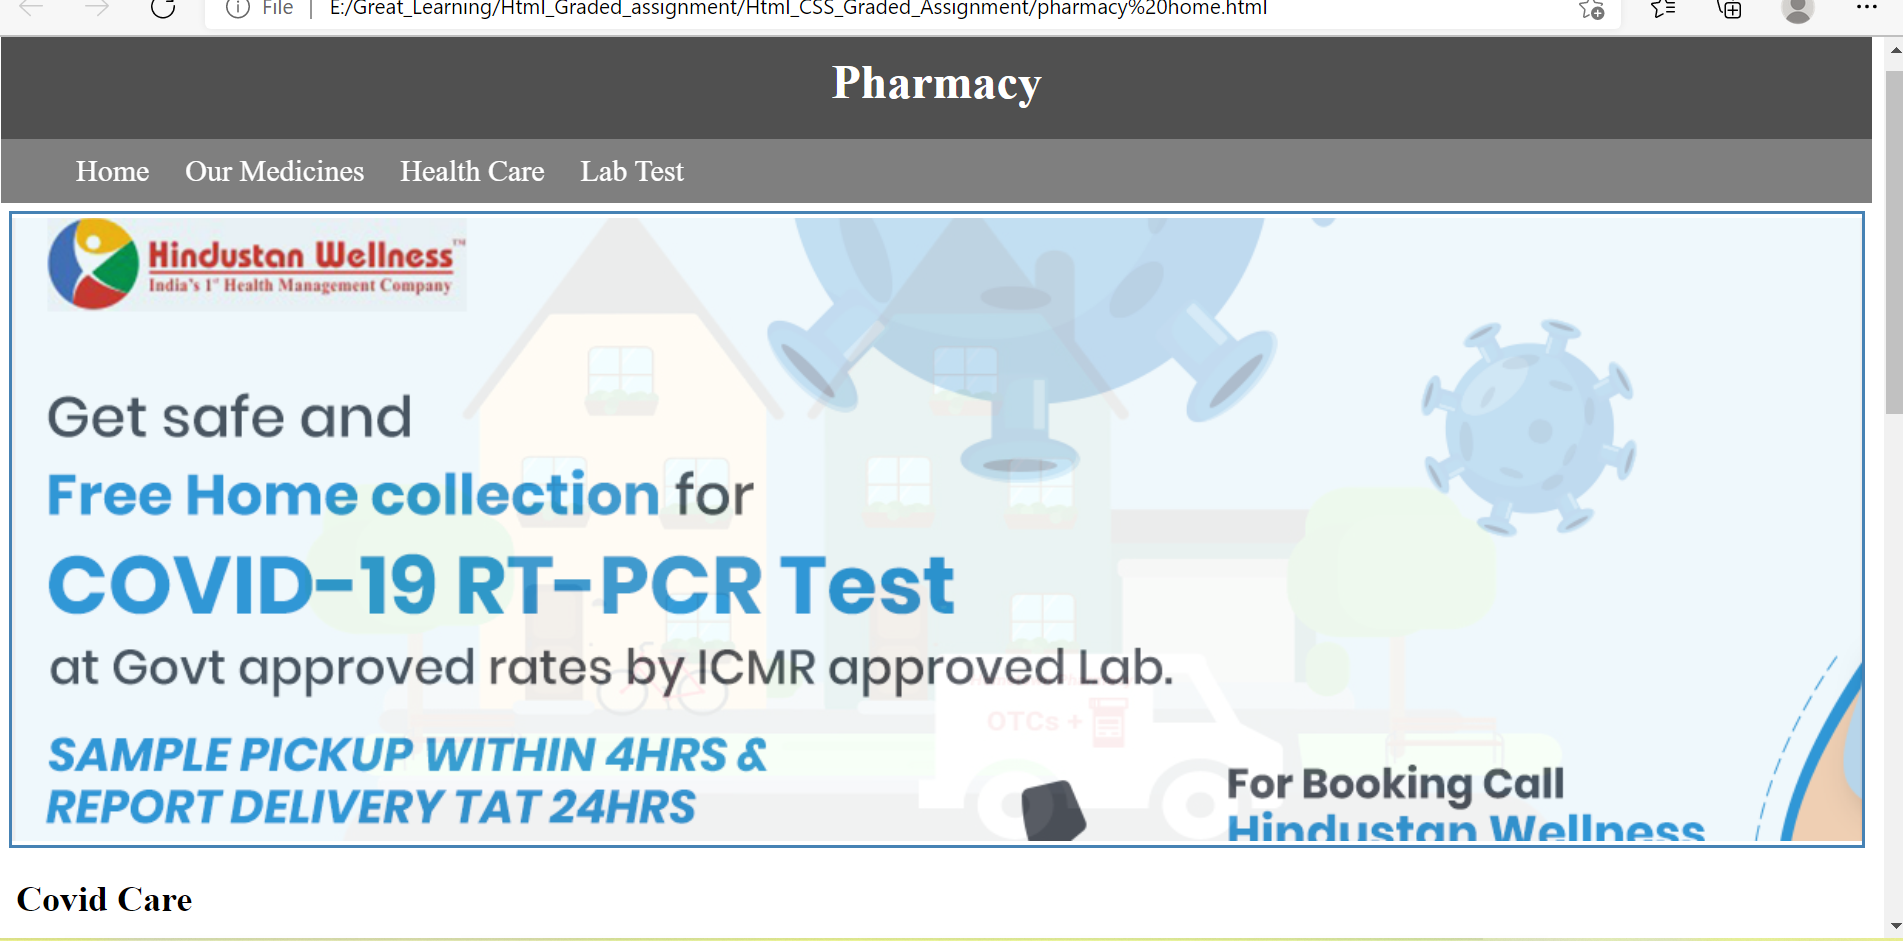 File | E:/Great_Learning/Html_Graded_assignment/Html_CSS_Graded_Assignment/pharmacy%20home.html
Pharmacy
Home Our Medicines Health Care Lab Test
Hindustan Wellness™
India's 1st Health Management Company
Get safe and
Free Home collection for
COVID-19 RT-PCR Test
at Govt approved rates by ICMR approved Lab.
OTCs +
SAMPLE PICKUP WITHIN 4HRS &
REPORT DELIVERY TAT 24HRS
For Booking Call
Hindustan Wellness
Covid Care